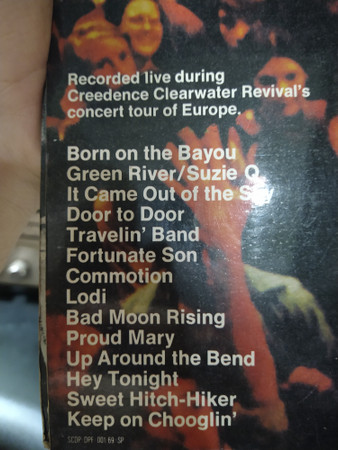 Recorded live during
Creedence Clearwater Revival's
concert tour of Europe.
Born on the Bayou
Green River/Suzie Q
It Came Out of the Sky
Door to Door
Travelin' Band
Fortunate Son
Commotion
Lodi
Bad Moon Rising
Proud Mary
Up Around the Bend
Hey Tonight
Sweet Hitch-Hiker
Keep on Chooglin'